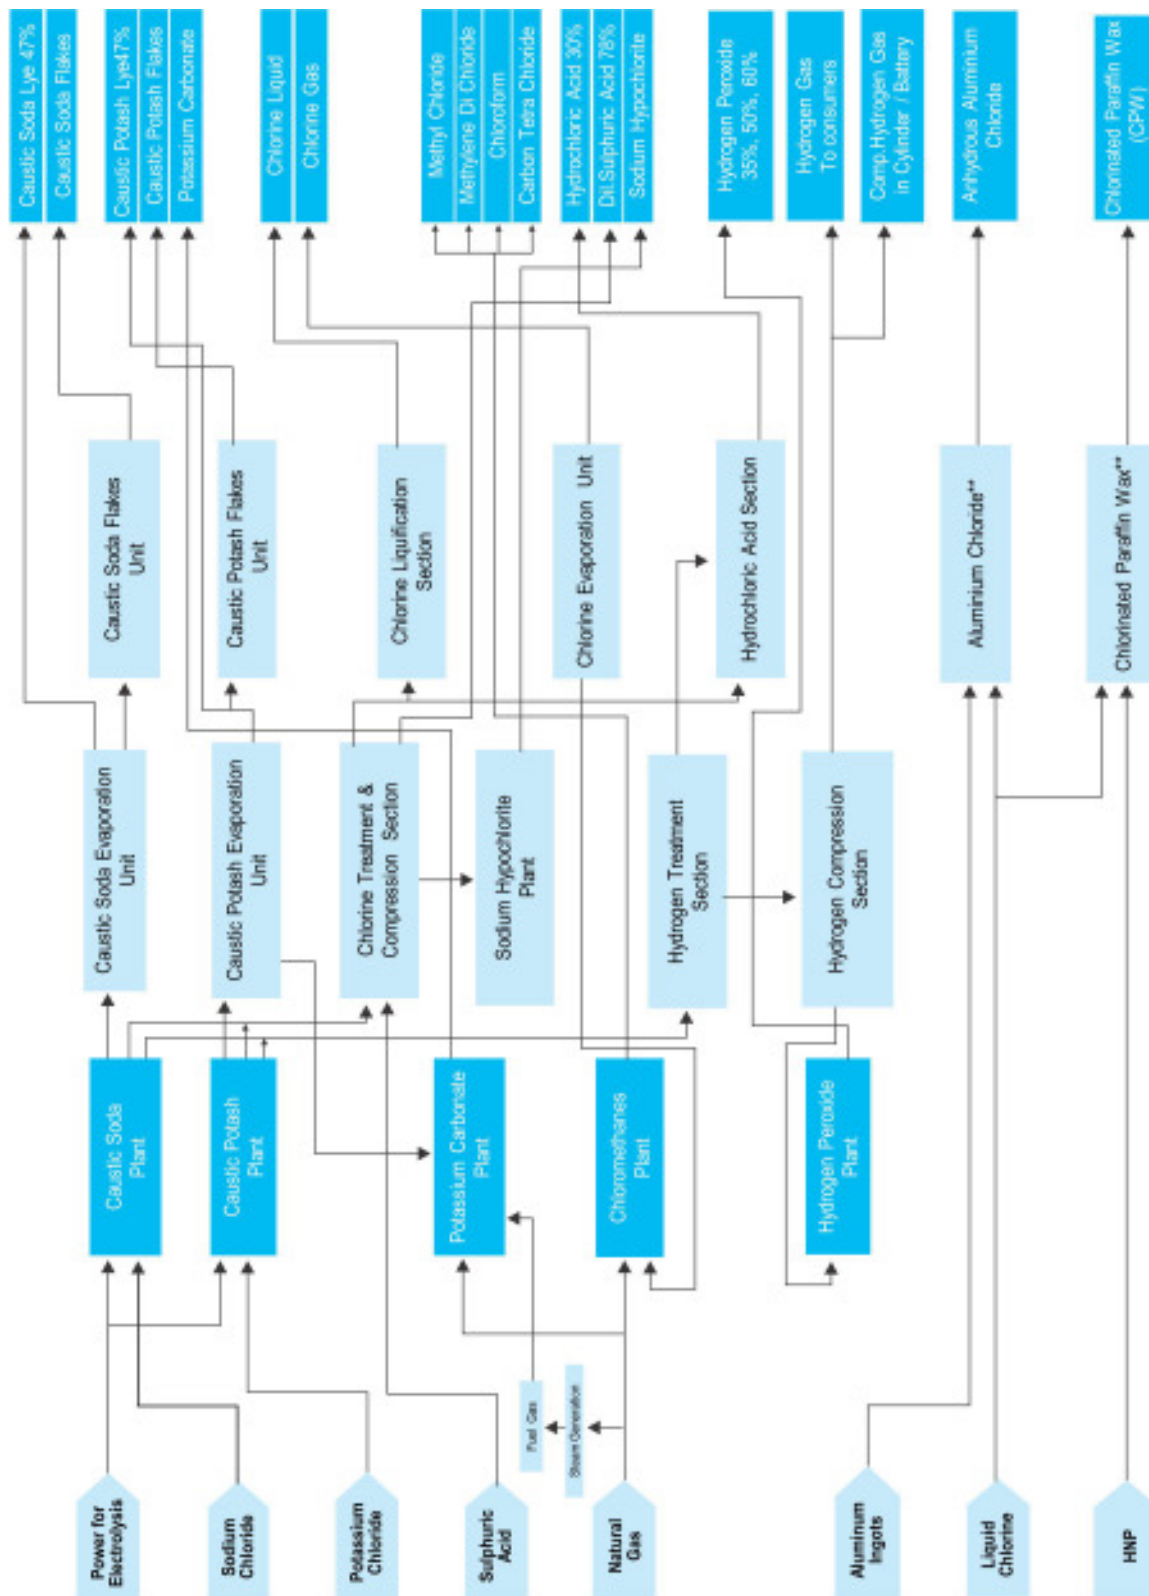 Power for
Electrolysis
Sodium
Chloride
Potassium
Chloride
Sulphuric
Acid
Natural
Gas
Aluminum
Ingots
Liquid
Chlorine
HNP
Fuel Gas
Steam Generation
Caustic Soda
Plant
Caustic Potash
Plant
Potassium Carbonate
Plant
Chloromethanes
Plant
Hydrogen Peroxide
Plant
Caustic Soda Evaporation
Unit
Caustic Potash Evaporation
Unit
Chlorine Treatment &
Compression Section
Sodium Hypochlorite
Plant
Hydrogen Treatment
Section
Hydrogen Compression
Section
Caustic Soda Flakes
Unit
Caustic Potash Flakes
Unit
Chlorine Liquification
Section
Chlorine Evaporation Unit
Hydrochloric Acid Section
Aluminium Chloride**
Chlorinated Paraffin Wax**
Caustic Soda Lye 47%
Caustic Soda Flakes
Caustic Potash Lye47%
Caustic Potash Flakes
Potassium Carbonate
Chlorine Liquid
Chlorine Gas
Methyl Chloride
Methylene Di Chloride
Chloroform
Carbon Tetra Chloride
Hydrochloric Acid 30%
Dil.Sulphuric Acid 78%
Sodium Hypochlorite
Hydrogen Peroxide
35%, 50%, 60%
Hydrogen Gas
To consumers
Comp.Hydrogen Gas
in Cylinder / Battery
Anhydrous Aluminium
Chloride
Chlorinated Paraffin Wax
(CPW)